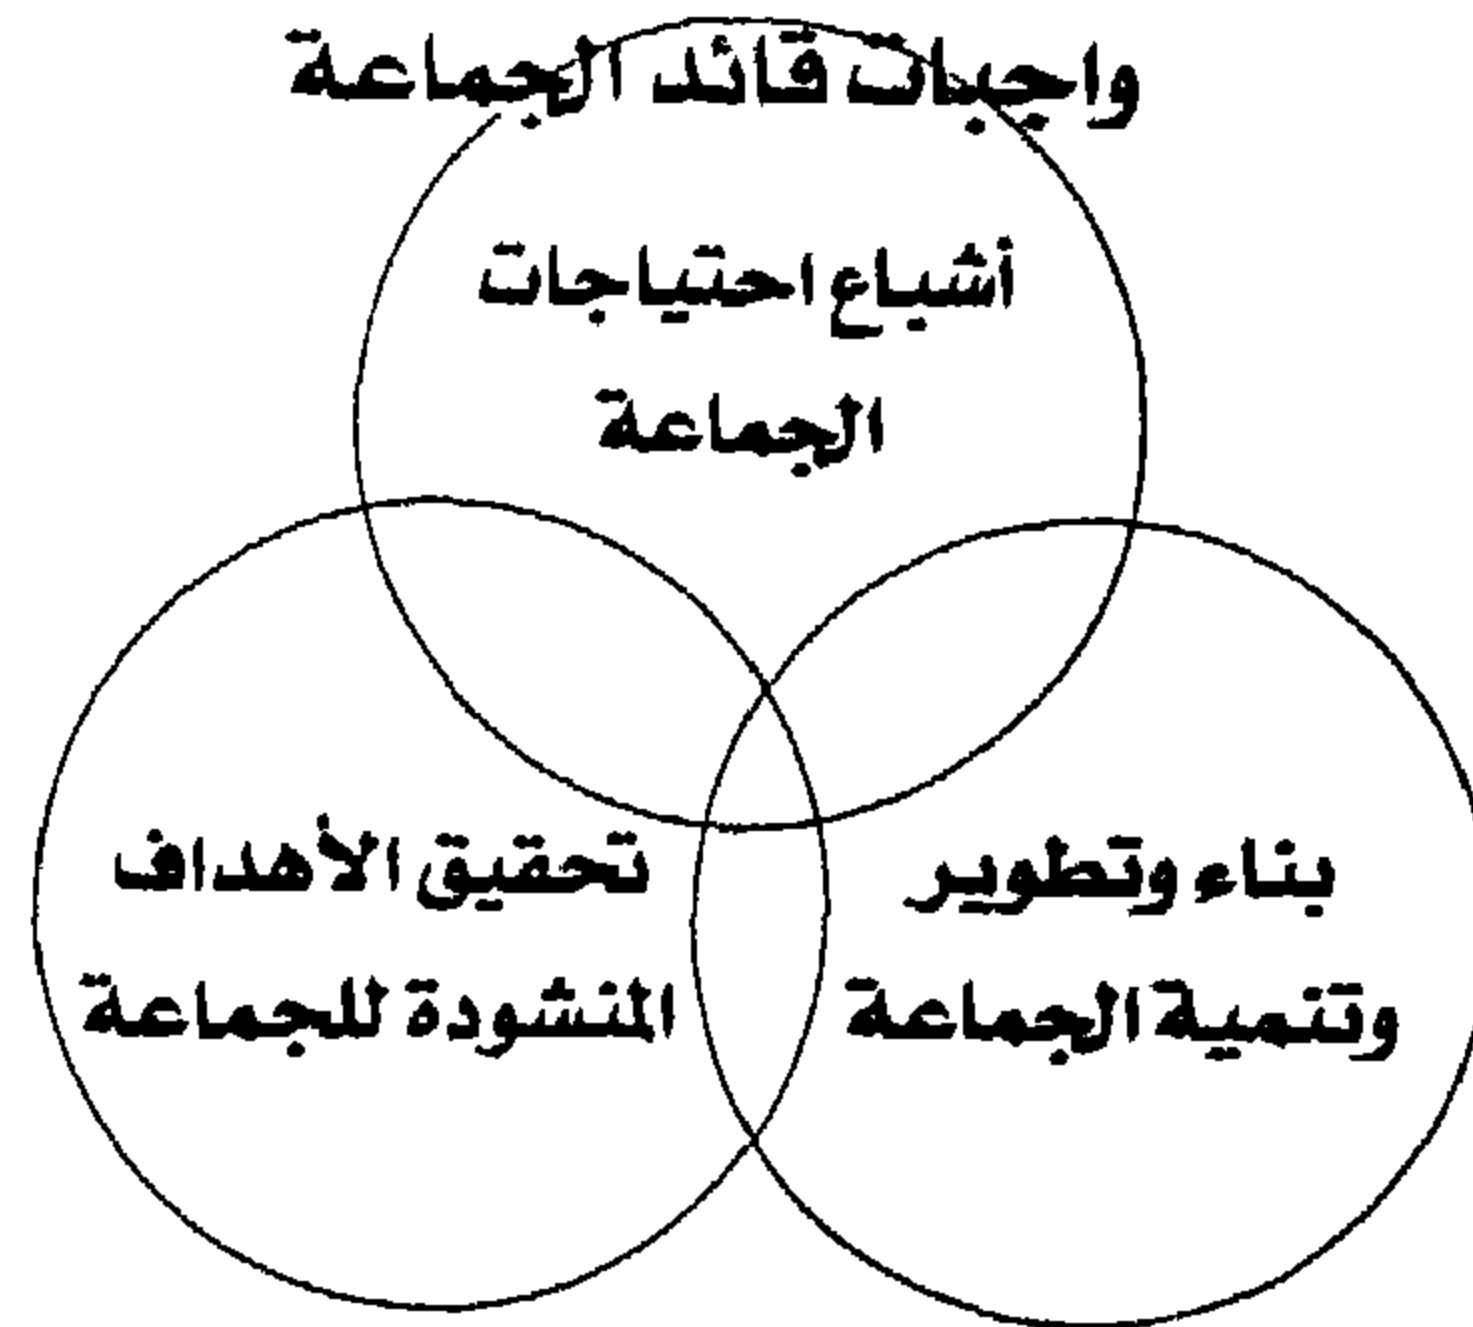 واجبات قائد الجماعة
أشباع احتياجات
الجماعة
بناء وتطوير
وتنمية الجماعة
تحقيق الأهداف
المنشودة للجماعة